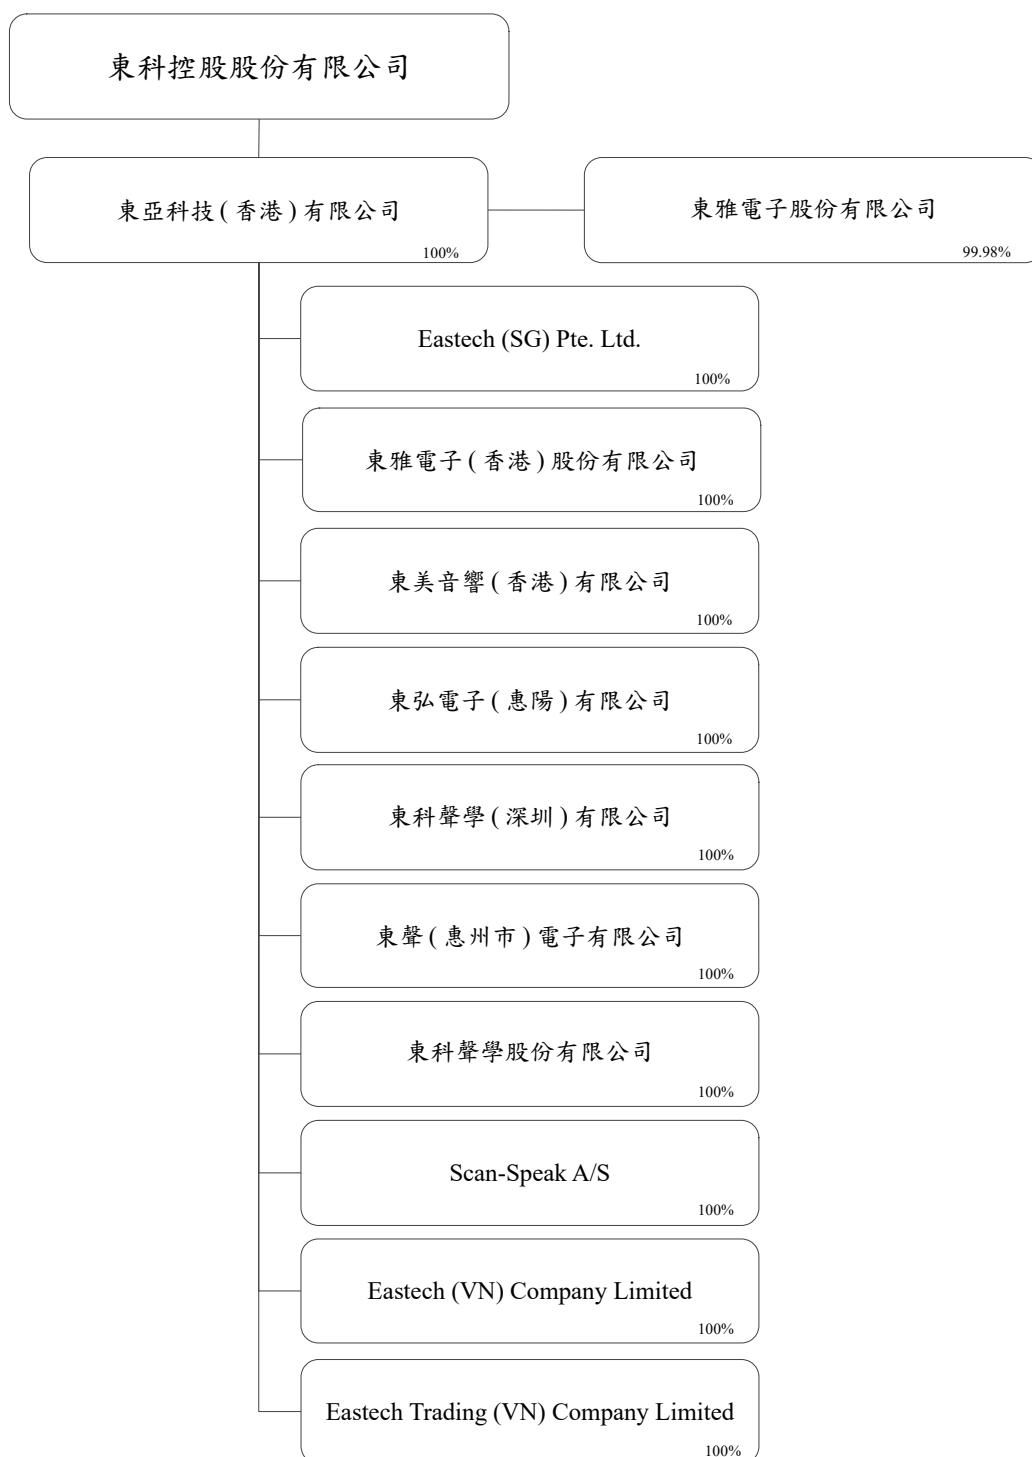 東科控股股份有限公司
東亞科技(香港)有限公司
100%
東雅電子股份有限公司
99.98%
Eastech (SG) Pte. Ltd.
100%
東雅電子(香港)股份有限公司
100%
東美音響(香港)有限公司
100%
東弘電子(惠陽)有限公司
100%
東科聲學(深圳)有限公司
100%
東聲(惠州市)電子有限公司
100%
東科聲學股份有限公司
100%
Scan-Speak A/S
100%
Eastech (VN) Company Limited
100%
Eastech Trading (VN) Company Limited
100%